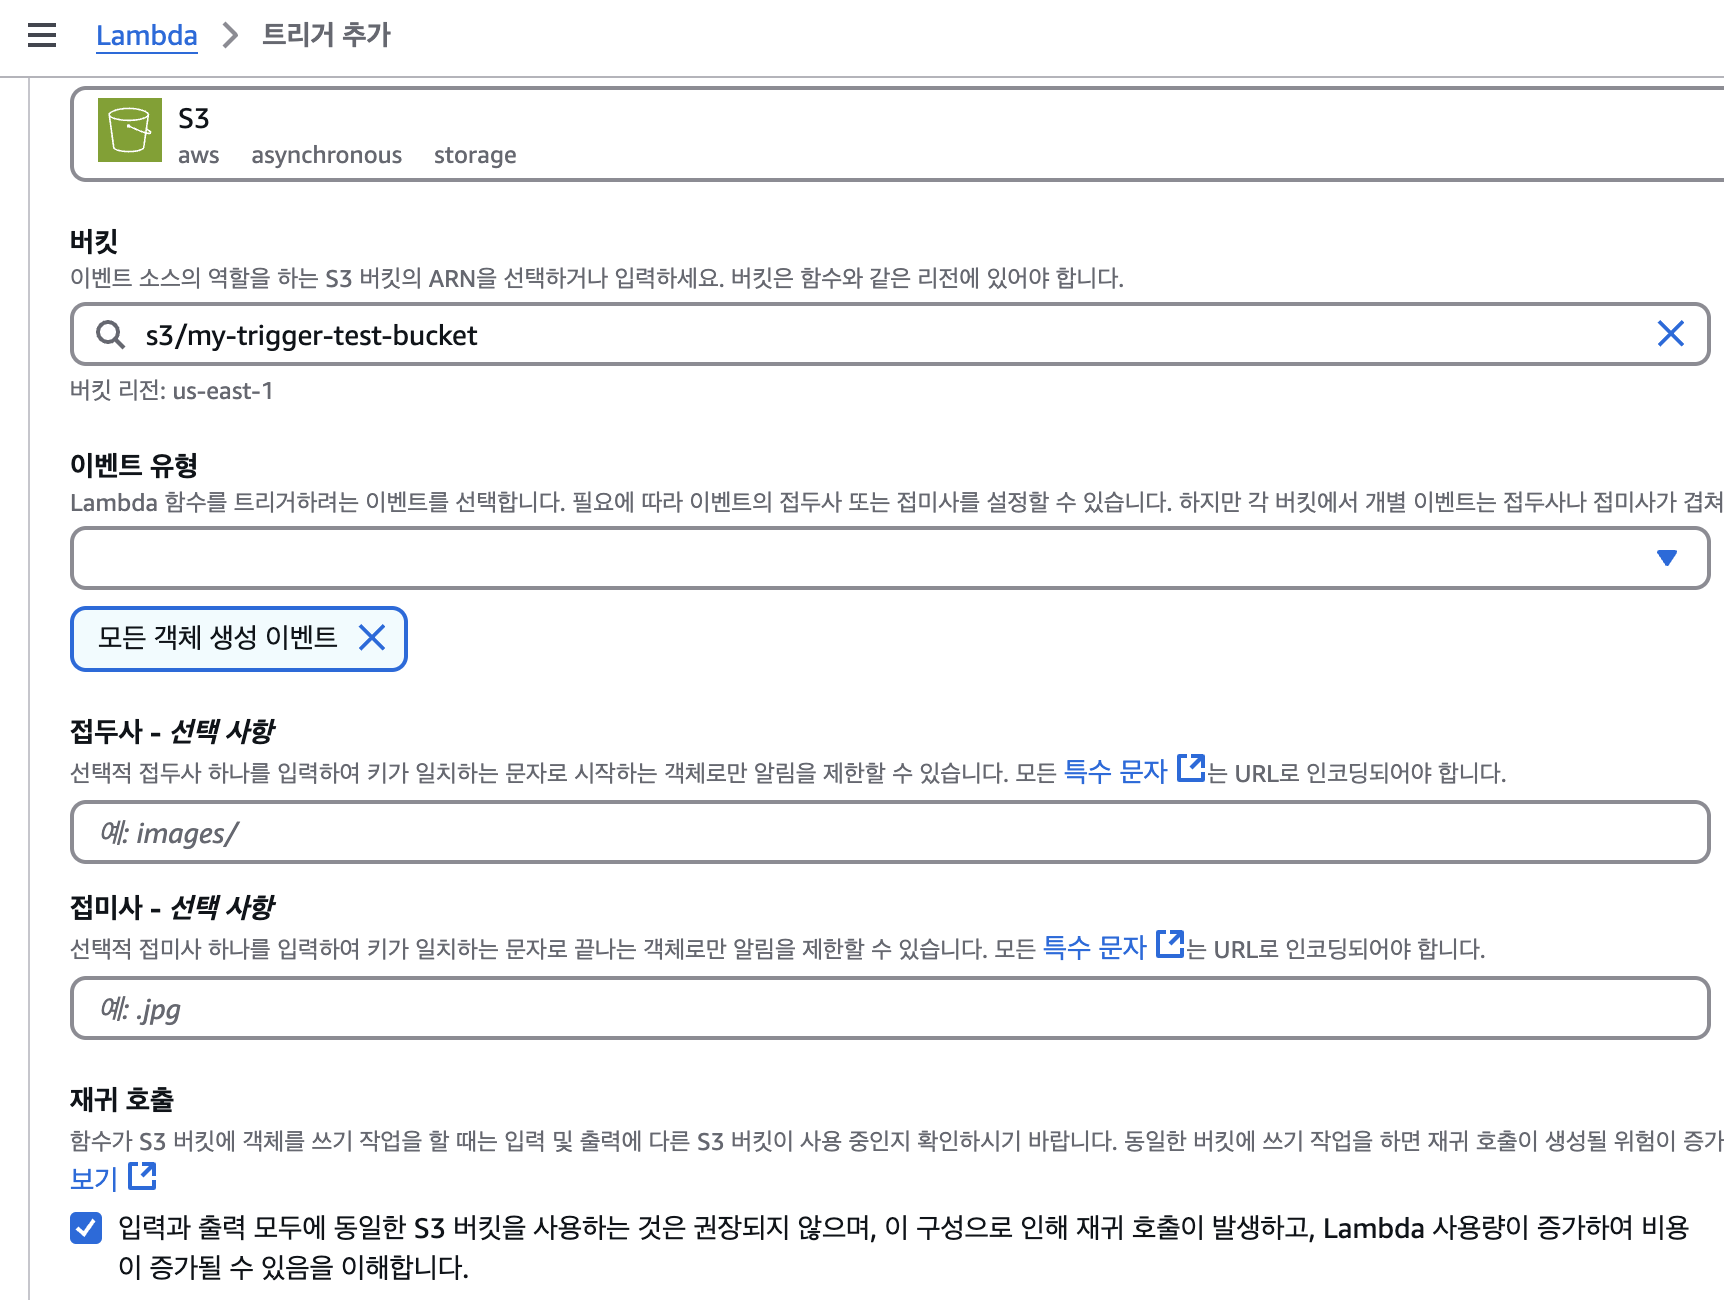 Lambda > 트리거 추가
S3
aws asynchronous storage
버킷
이벤트 소스의 역할을 하는 S3 버킷의 ARN을 선택하거나 입력하세요. 버킷은 함수와 같은 리전에 있어야 합니다.
s3/my-trigger-test-bucket
버킷 리전: us-east-1
이벤트 유형
Lambda 함수를 트리거하려는 이벤트를 선택합니다. 필요에 따라 이벤트의 접두사 또는 접미사를 설정할 수 있습니다. 하지만 각 버킷에서 개별 이벤트는 접두사나 접미사가 겹쳐
모든 객체 생성 이벤트
접두사 - 선택 사항
선택적 접두사 하나를 입력하여 키가 일치하는 문자로 시작하는 객체로만 알림을 제한할 수 있습니다. 모든 특수 문자 는 URL로 인코딩되어야 합니다.
예: images/
접미사 - 선택 사항
선택적 접미사 하나를 입력하여 키가 일치하는 문자로 끝나는 객체로만 알림을 제한할 수 있습니다. 모든 특수 문자 는 URL로 인코딩되어야 합니다.
예: .jpg
재귀 호출
함수가 S3 버킷에 객체를 쓰기 작업을 할 때는 입력 및 출력에 다른 S3 버킷이 사용 중인지 확인하시기 바랍니다. 동일한 버킷에 쓰기 작업을 하면 재귀 호출이 생성될 위험이 증가
보기
입력과 출력 모두에 동일한 S3 버킷을 사용하는 것은 권장되지 않으며, 이 구성으로 인해 재귀 호출이 발생하고, Lambda 사용량이 증가하여 비용
이 증가될 수 있음을 이해합니다.